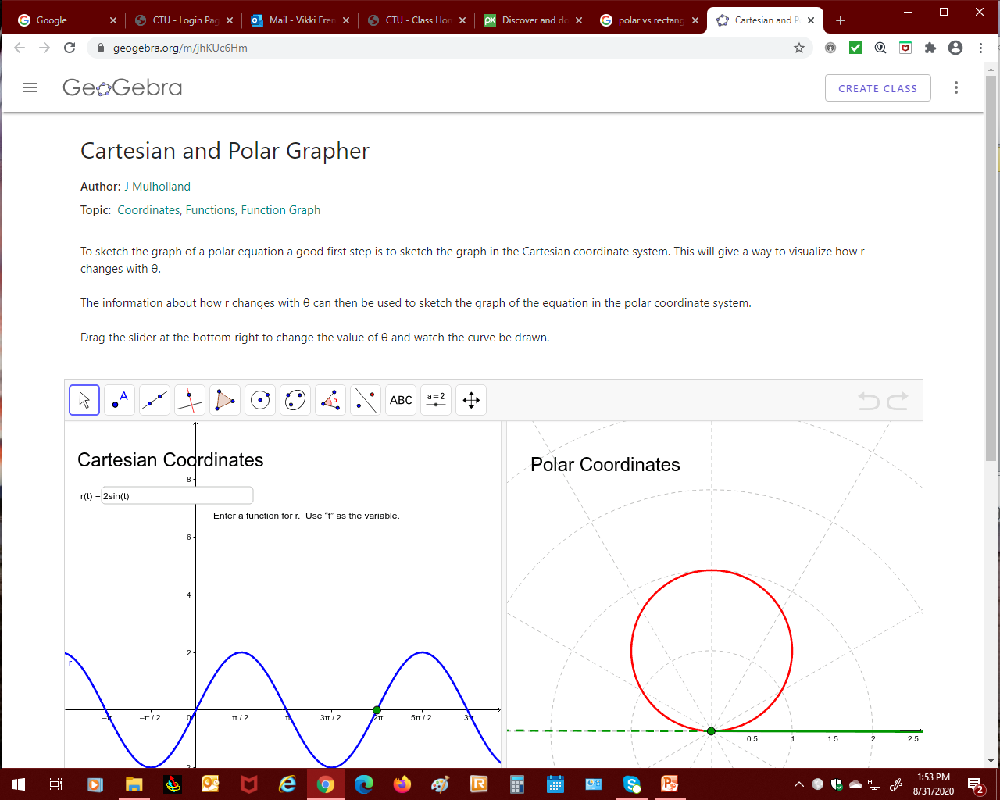 Google
CTU - Login Pag
Mail - Vikki Fren
CTU - Class Hom
Discover and do
polar vs rectang
Cartesian and P
geogebra.org/m/jhKUc6Hm
GeoGebra
CREATE CLASS
Cartesian and Polar Grapher
Author: J Mulholland
Topic: Coordinates, Functions, Function Graph
To sketch the graph of a polar equation a good first step is to sketch the graph in the Cartesian coordinate system. This will give a way to visualize how r
changes with θ.
The information about how r changes with θ can then be used to sketch the graph of the equation in the polar coordinate system.
Drag the slider at the bottom right to change the value of θ and watch the curve be drawn.
A
α
ABC
a=2
Cartesian Coordinates
8
r(t) = 2sin(t)
Enter a function for r. Use “t” as the variable.
6
4
2
r
–π
–π / 2
0
π / 2
π
3π / 2
2π
5π / 2
3π
Polar Coordinates
0.5
1
1.5
2
2.5
1:53 PM
8/31/2020
2